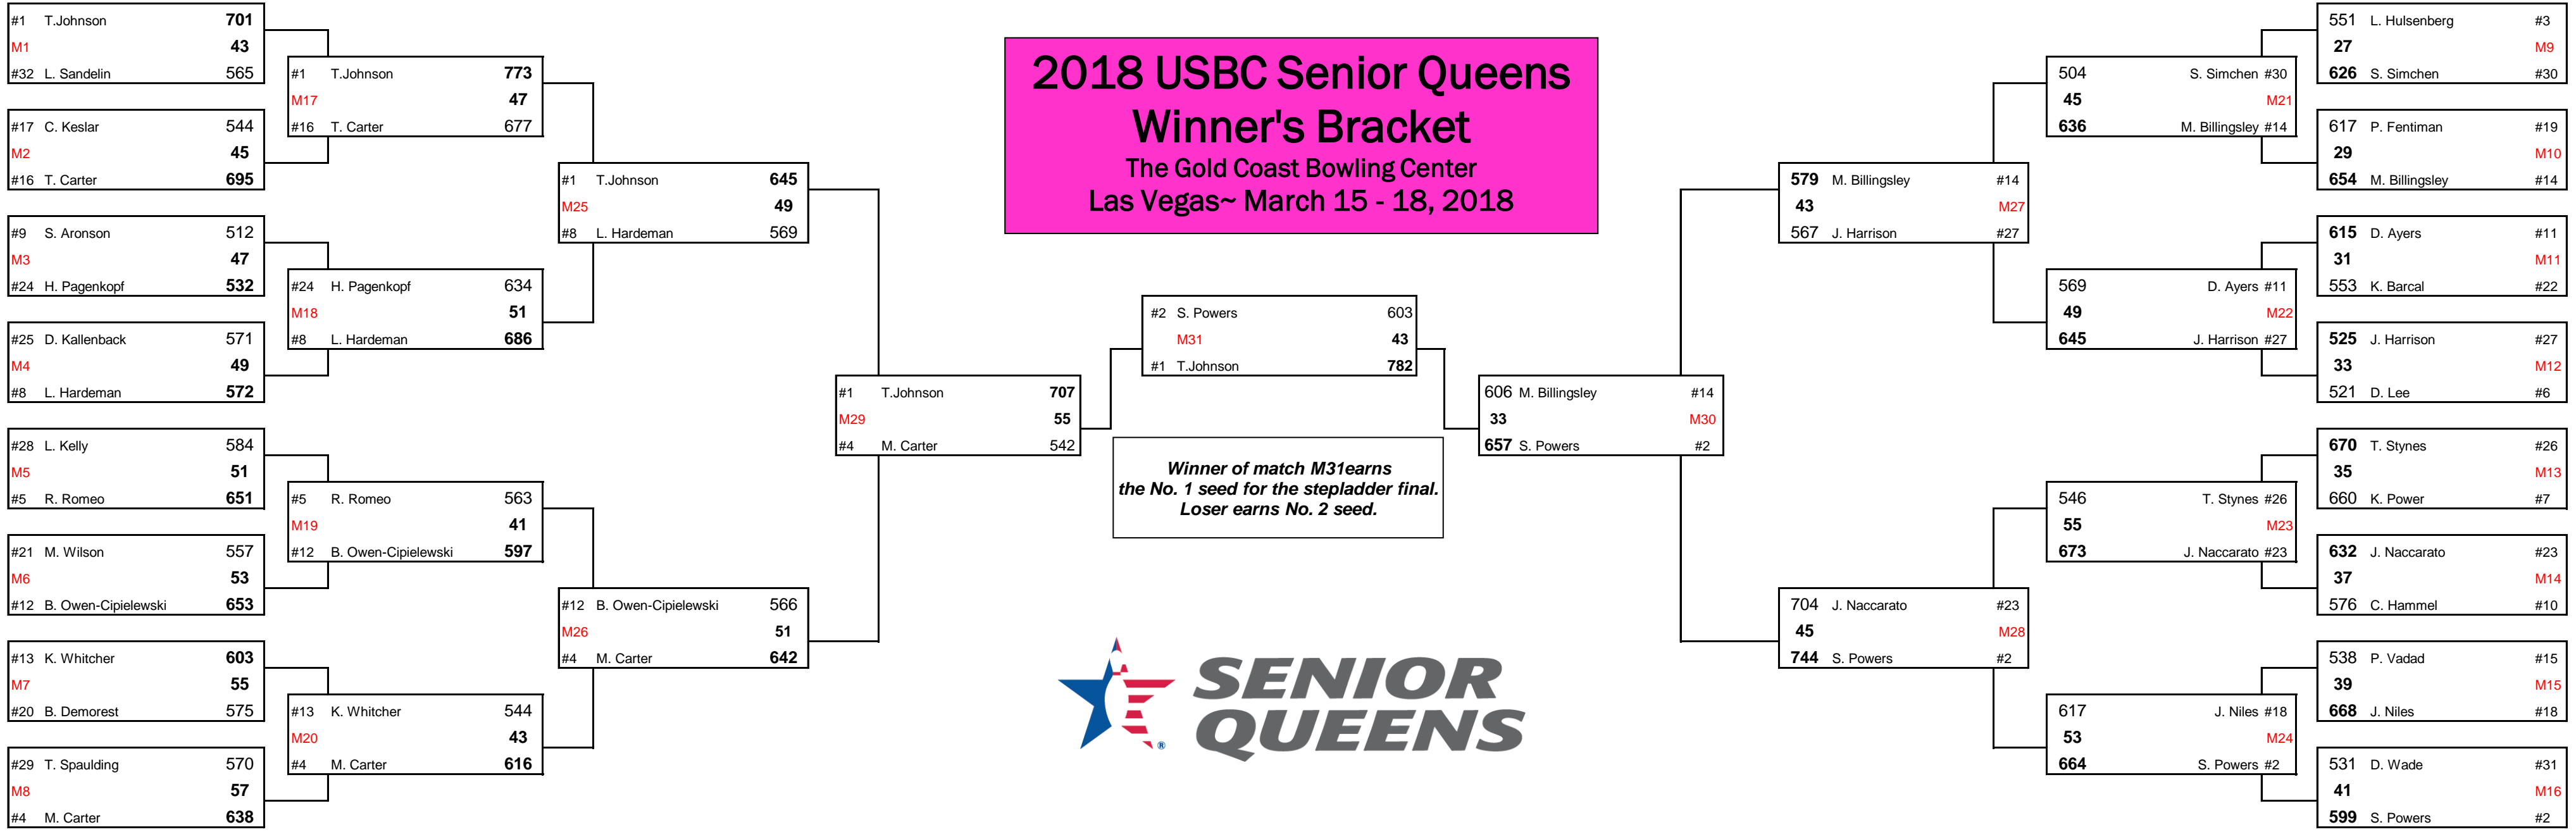 2018 USBC Senior Queens
Winner's Bracket
The Gold Coast Bowling Center
Las Vegas~ March 15 - 18, 2018
#1 T.Johnson 701
M1 43
#32 L. Sandelin 565
#17 C. Keslar 544
M2 45
#16 T. Carter 695
#9 S. Aronson 512
M3 47
#24 H. Pagenkopf 532
#25 D. Kallenback 571
M4 49
#8 L. Hardeman 572
#28 L. Kelly 584
M5 51
#5 R. Romeo 651
#21 M. Wilson 557
M6 53
#12 B. Owen-Cipielewski 653
#13 K. Whitcher 603
M7 55
#20 B. Demorest 575
#29 T. Spaulding 570
M8 57
#4 M. Carter 638
#1 T.Johnson 773
M17 47
#16 T. Carter 677
#24 H. Pagenkopf 634
M18 51
#8 L. Hardeman 686
#5 R. Romeo 563
M19 41
#12 B. Owen-Cipielewski 597
#13 K. Whitcher 544
M20 43
#4 M. Carter 616
#1 T.Johnson 645
M25 49
#8 L. Hardeman 569
#12 B. Owen-Cipielewski 566
M26 51
#4 M. Carter 642
#1 T.Johnson 707
M29 55
#4 M. Carter 542
#2 S. Powers 603
M31 43
#1 T.Johnson 782
Winner of match M31earns
the No. 1 seed for the stepladder final.
Loser earns No. 2 seed.
606 M. Billingsley #14
33 M30
657 S. Powers #2
579 M. Billingsley #14
43 M27
567 J. Harrison #27
704 J. Naccarato #23
45 M28
744 S. Powers #2
504 S. Simchen #30
45 M21
636 M. Billingsley #14
569 D. Ayers #11
49 M22
645 J. Harrison #27
546 T. Stynes #26
55 M23
673 J. Naccarato #23
617 J. Niles #18
53 M24
664 S. Powers #2
551 L. Hulsenberg #3
27 M9
626 S. Simchen #30
617 P. Fentiman #19
29 M10
654 M. Billingsley #14
615 D. Ayers #11
31 M11
553 K. Barcal #22
525 J. Harrison #27
33 M12
521 D. Lee #6
670 T. Stynes #26
35 M13
660 K. Power #7
632 J. Naccarato #23
37 M14
576 C. Hammel #10
538 P. Vadad #15
39 M15
668 J. Niles #18
531 D. Wade #31
41 M16
599 S. Powers #2
SENIOR
QUEENS
®